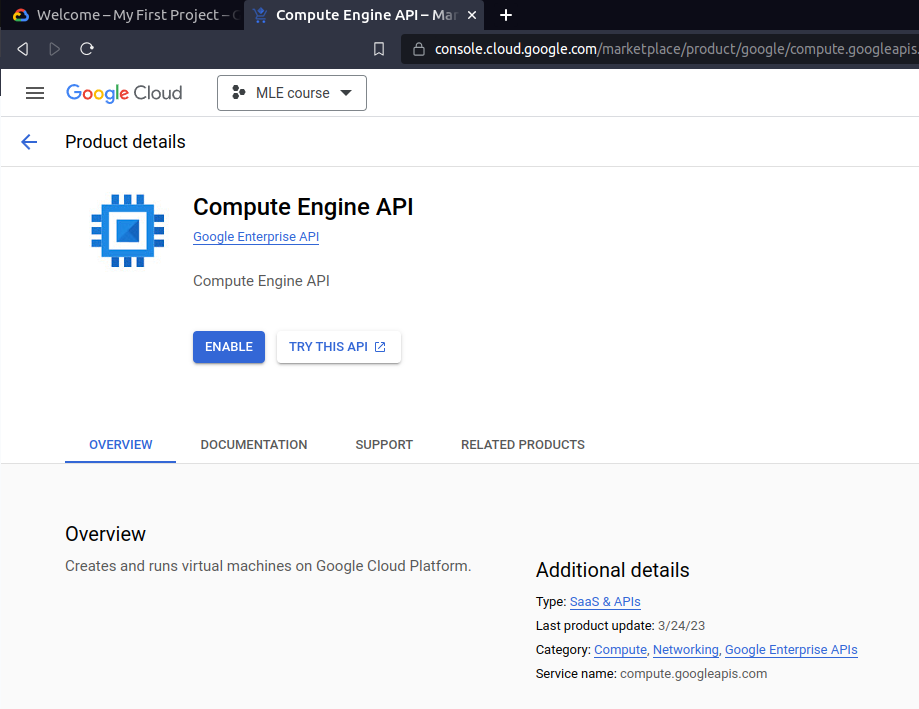 Welcome – My First Project –
Compute Engine API – Mar
console.cloud.google.com/marketplace/product/google/compute.googleapis.
Google Cloud
MLE course
Product details
Compute Engine API
Google Enterprise API
Compute Engine API
ENABLE
TRY THIS API
OVERVIEW
DOCUMENTATION
SUPPORT
RELATED PRODUCTS
Overview
Creates and runs virtual machines on Google Cloud Platform.
Additional details
Type: SaaS & APIs
Last product update: 3/24/23
Category: Compute, Networking, Google Enterprise APIs
Service name: compute.googleapis.com